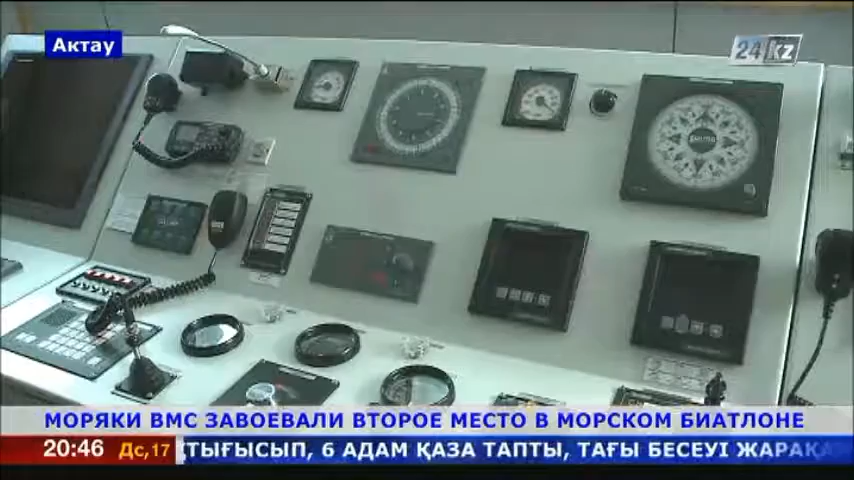 Актау
24kz
МОРЯКИ ВМС ЗАВОЕВАЛИ ВТОРОЕ МЕСТО В МОРСКОМ БИАТЛОНЕ
20:46 Дс,17 ҚТЫҒЫСЫП, 6 АДАМ ҚАЗА ТАПТЫ, ТАҒЫ БЕСЕУІ ЖАРАҚА